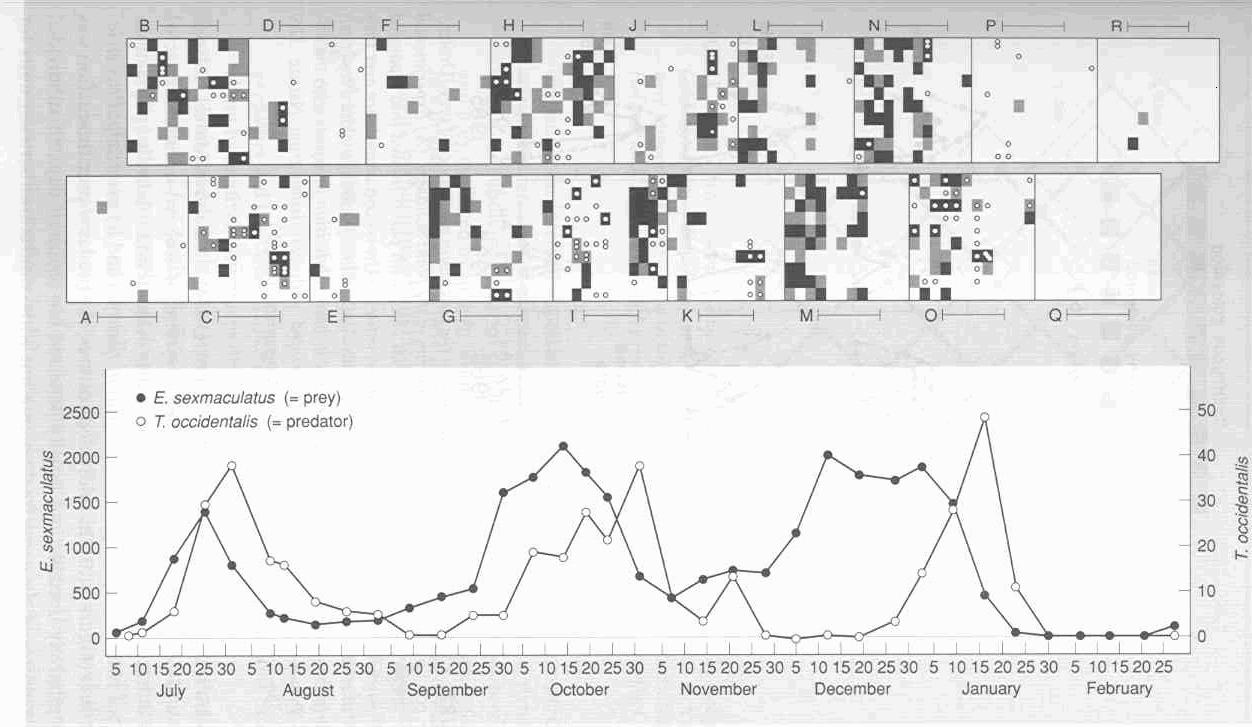 B D F H J L N P R
A C E G I K M O Q
E. sexmaculatus (= prey)
T. occidentalis (= predator)
2500
2000
1500
1000
500
0
E. sexmaculatus
50
40
30
20
10
0
T. occidentalis
5 10 15 20 25 30 5 10 15 20 25 30 5 10 15 20 25 30 5 10 15 20 25 30 5 10 15 20 25 30 5 10 15 20 25 30 5 10 15 20 25 30 5 10 15 20 25
July August September October November December January February